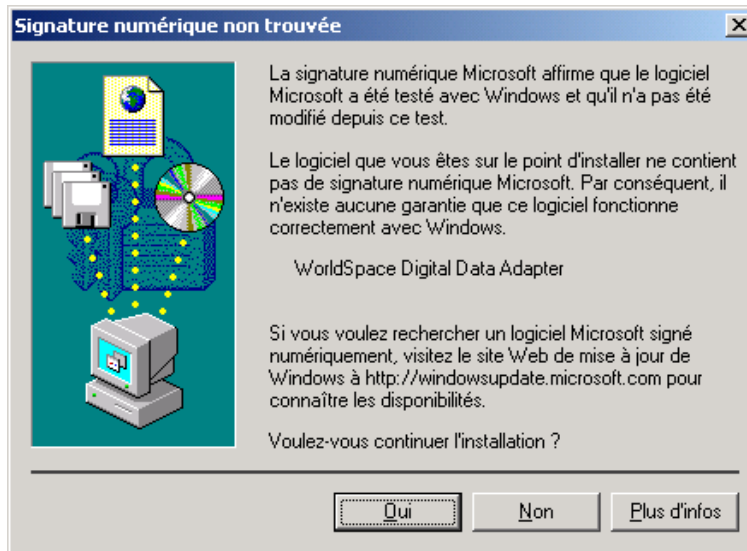 Signature numérique non trouvée
La signature numérique Microsoft affirme que le logiciel
Microsoft a été testé avec Windows et qu'il n'a pas été
modifié depuis ce test.
Le logiciel que vous êtes sur le point d'installer ne contient
pas de signature numérique Microsoft. Par conséquent, il
n'existe aucune garantie que ce logiciel fonctionne
correctement avec Windows.
WorldSpace Digital Data Adapter
Si vous voulez rechercher un logiciel Microsoft signé
numériquement, visitez le site Web de mise à jour de
Windows à http://windowsupdate.microsoft.com pour
connaître les disponibilités.
Voulez-vous continuer l'installation ?
Oui Non Plus d'infos